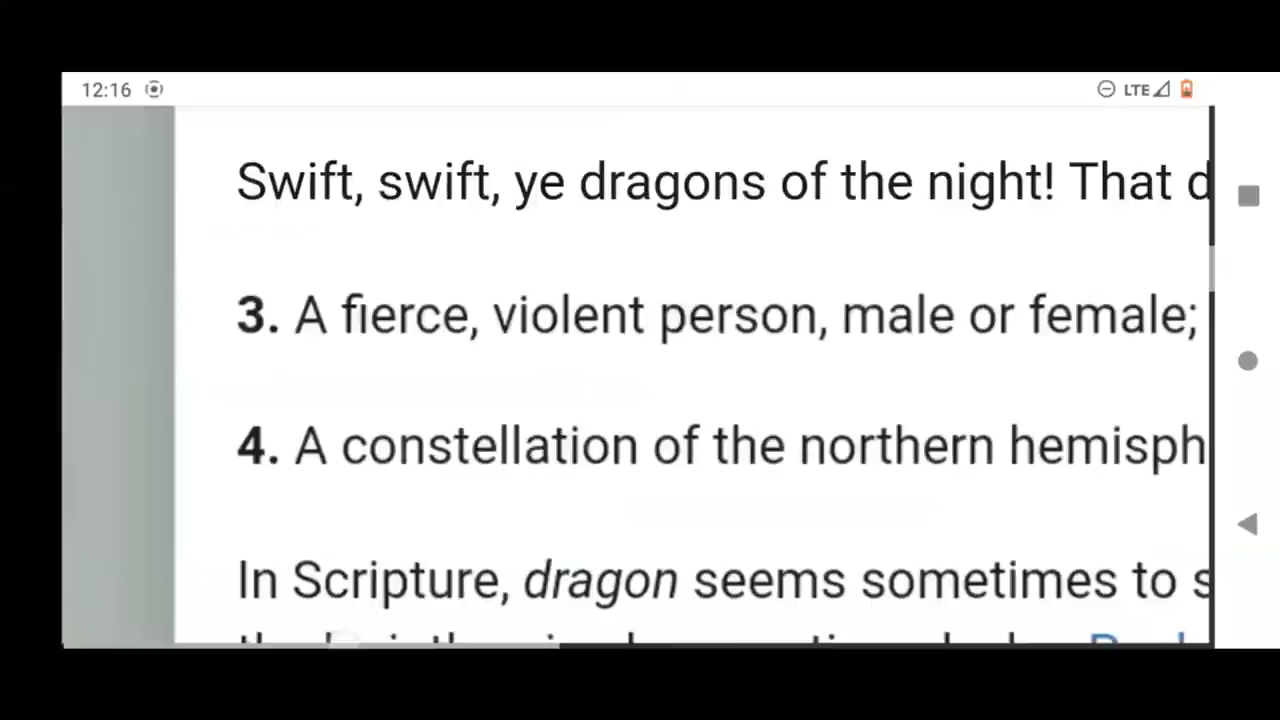 12:16 LTE
Swift, swift, ye dragons of the night! That d
3. A fierce, violent person, male or female;
4. A constellation of the northern hemisph
In Scripture, dragon seems sometimes to s